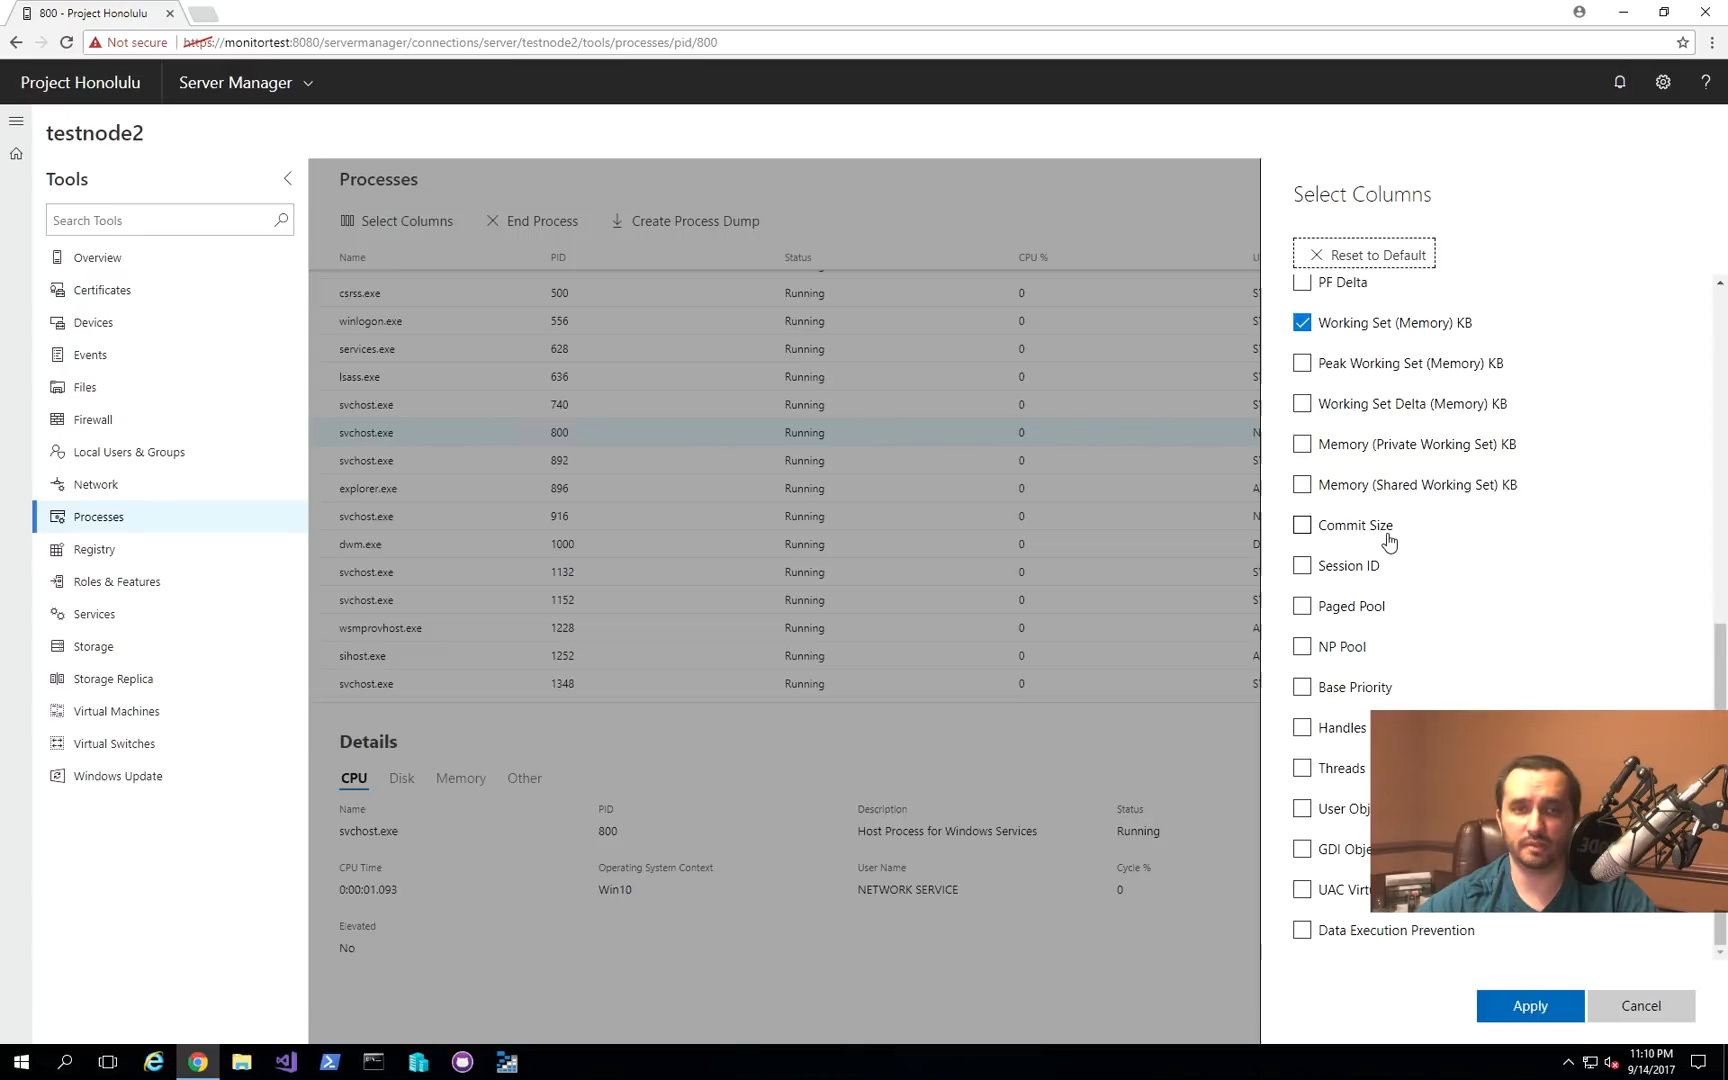 800 - Project Honolulu
Not secure https://monitortest:8080/servermanager/connections/server/testnode2/tools/processes/pid/800
Project Honolulu
Server Manager
testnode2
Tools
Search Tools
Overview
Certificates
Devices
Events
Files
Firewall
Local Users & Groups
Network
Processes
Registry
Roles & Features
Services
Storage
Storage Replica
Virtual Machines
Virtual Switches
Windows Update
Processes
Select Columns End Process Create Process Dump
Name PID Status CPU %
csrss.exe 500 Running 0
winlogon.exe 556 Running 0
services.exe 628 Running 0
lsass.exe 636 Running 0
svchost.exe 740 Running 0
svchost.exe 800 Running 0
svchost.exe 892 Running 0
explorer.exe 896 Running 0
svchost.exe 916 Running 0
dwm.exe 1000 Running 0
svchost.exe 1132 Running 0
svchost.exe 1152 Running 0
wsmprovhost.exe 1228 Running 0
sihost.exe 1252 Running 0
svchost.exe 1348 Running 0
Details
CPU Disk Memory Other
Name PID Description Status
svchost.exe 800 Host Process for Windows Services Running
CPU Time Operating System Context User Name Cycle %
0:00:01.093 Win10 NETWORK SERVICE 0
Elevated
No
Select Columns
Reset to Default
PF Delta
Working Set (Memory) KB
Peak Working Set (Memory) KB
Working Set Delta (Memory) KB
Memory (Private Working Set) KB
Memory (Shared Working Set) KB
Commit Size
Session ID
Paged Pool
NP Pool
Base Priority
Handles
Threads
User Obj
GDI Obje
UAC Virt
Data Execution Prevention
Apply Cancel
11:10 PM
9/14/2017